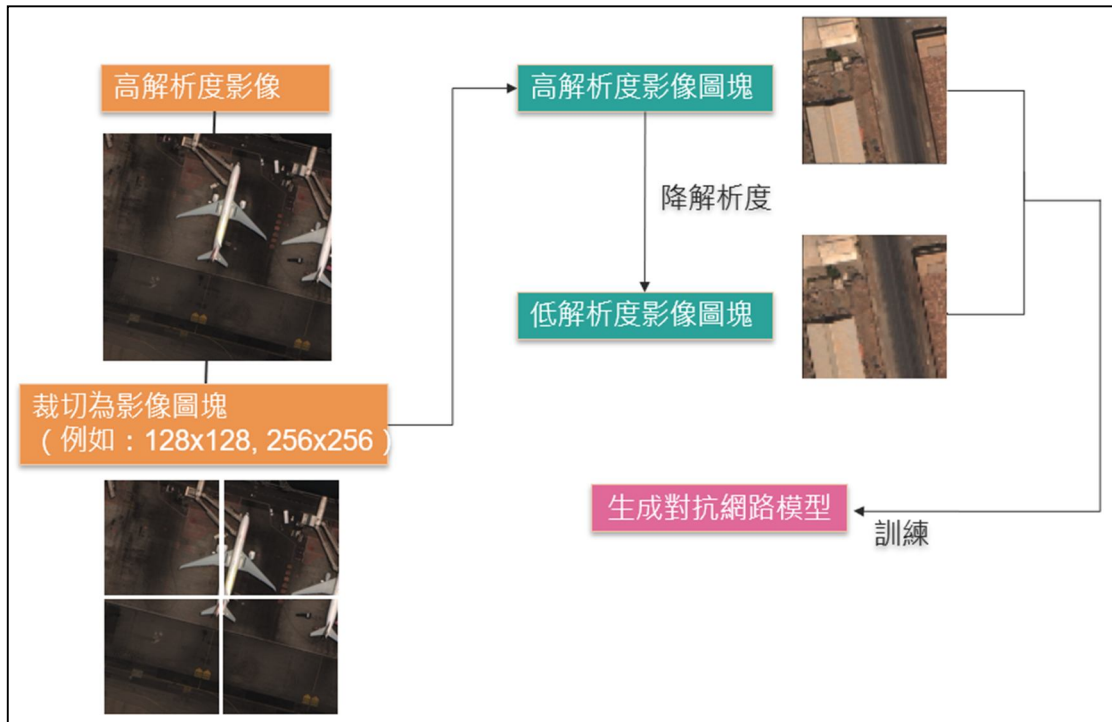 高解析度影像
裁切為影像圖塊
（例如：128x128, 256x256）
高解析度影像圖塊
降解析度
低解析度影像圖塊
生成對抗網路模型
訓練